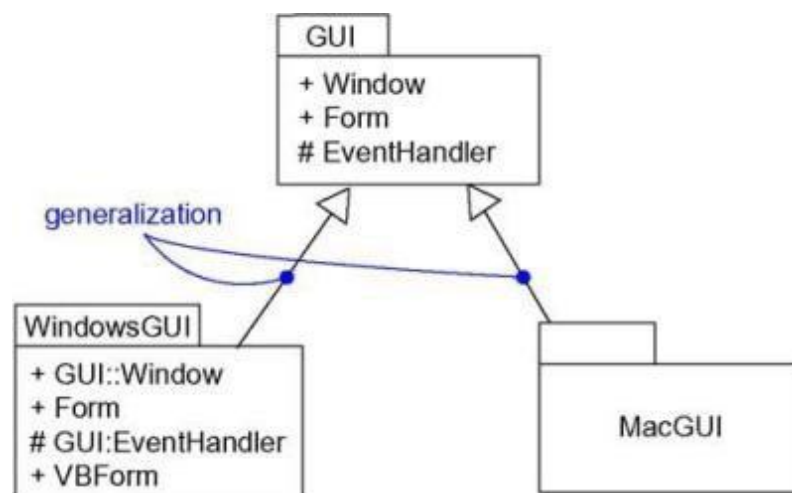 GUI
+ Window
+ Form
# EventHandler
generalization
WindowsGUI
+ GUI::Window
+ Form
# GUI:EventHandler
+ VBForm
MacGUI